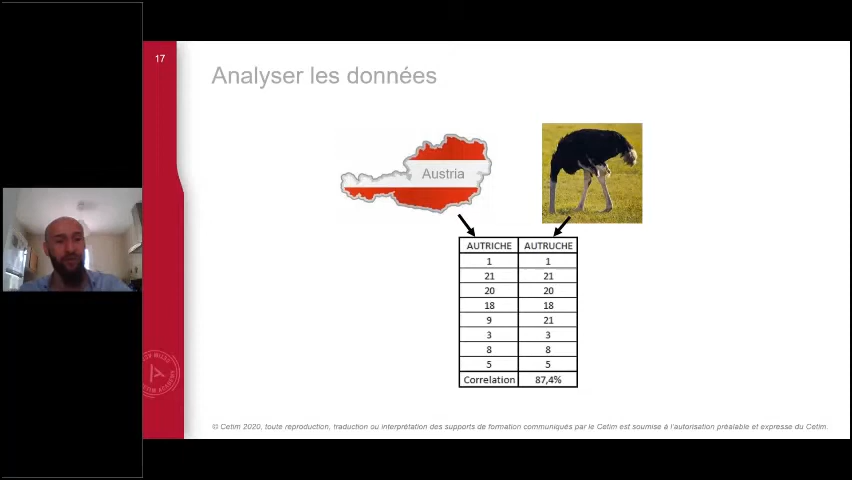 17
Analyser les données
Austria
AUTRICHE AUTRUCHE
1 1
21 21
20 20
18 18
9 21
3 3
8 8
5 5
Correlation 87,4%
© Cetim 2020, toute reproduction, traduction ou interprétation des supports de formation communiqués par le Cetim est soumise à l'autorisation préalable et expresse du Cetim.